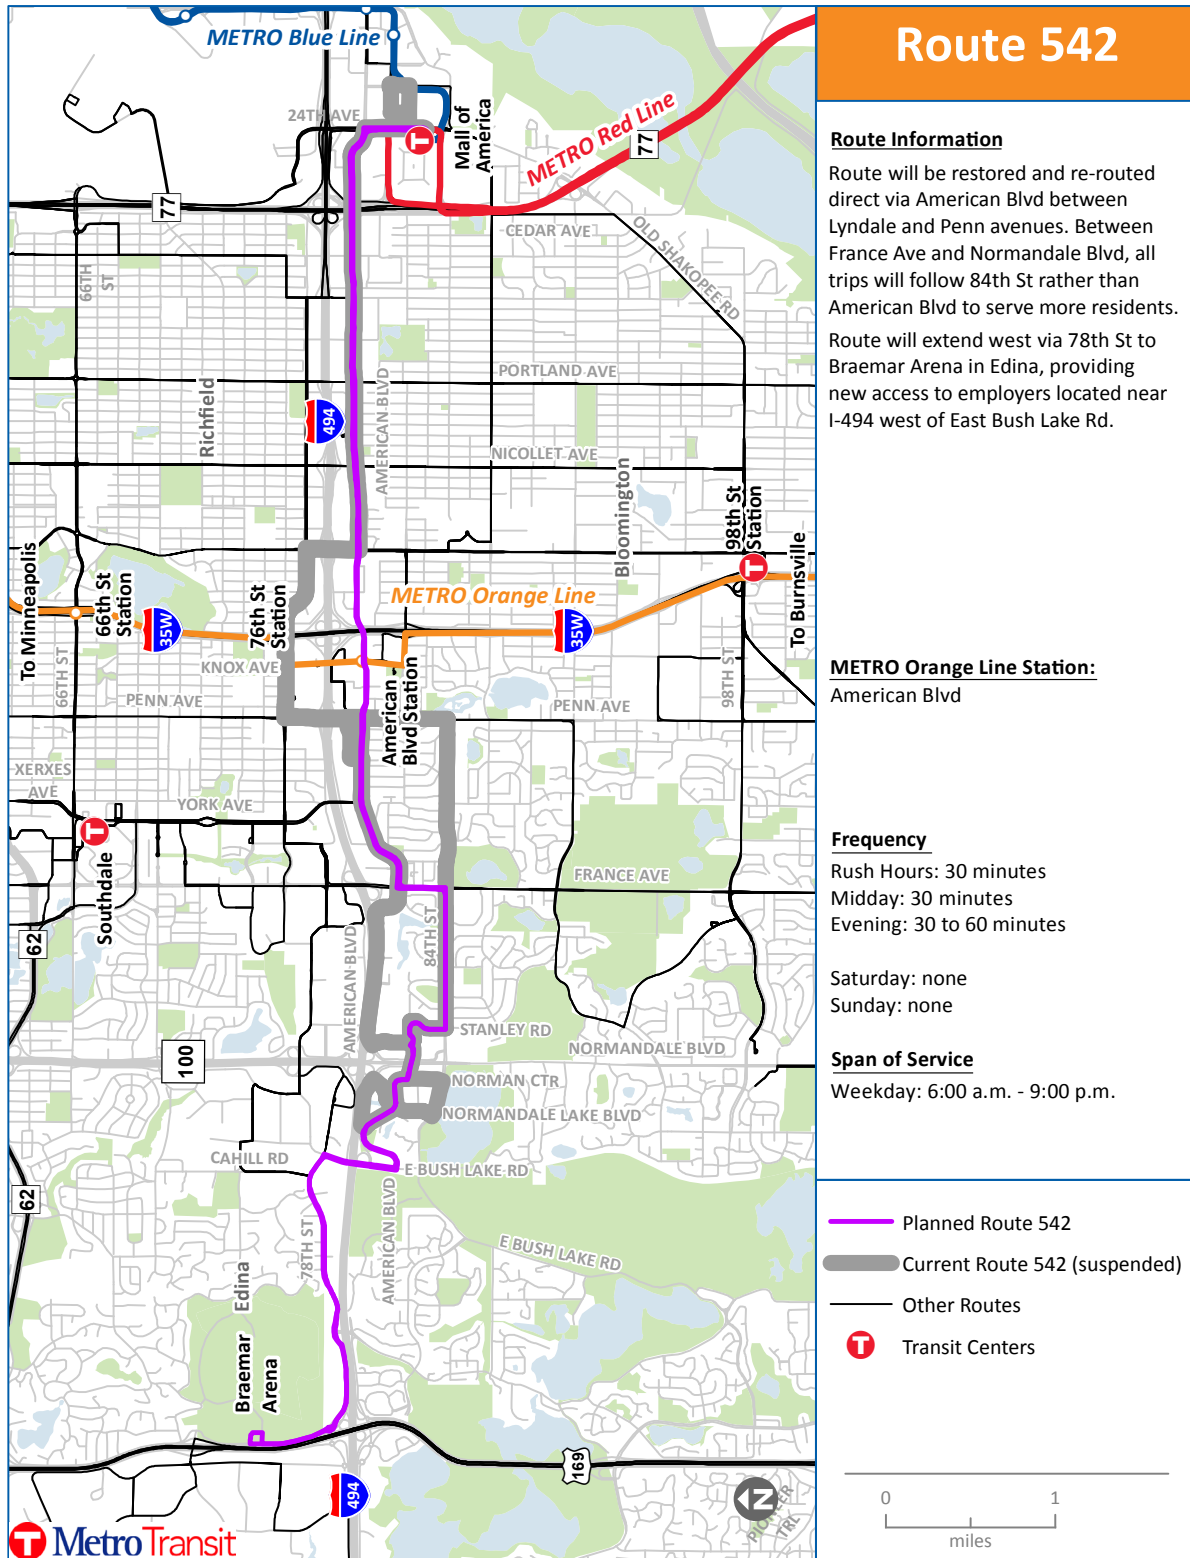 METRO Blue Line
24TH AVE
Mall of
America
METRO Red Line
77
77
CEDAR AVE
OLD SHAKOPEE RD
66TH
ST
PORTLAND AVE
Richfield
494
AMERICAN BLVD
NICOLLET AVE
Bloomington
98th St
Station
To Minneapolis
66th St
Station
35W
76th St
Station
METRO Orange Line
35W
To Burnsville
KNOX AVE
66TH ST
PENN AVE
American
Blvd Station
PENN AVE
98TH ST
XERXES
AVE
YORK AVE
Southdale
62
FRANCE AVE
84TH ST
AMERICAN BLVD
STANLEY RD
NORMANDALE BLVD
100
NORMAN CTR
NORMANDALE LAKE BLVD
CAHILL RD
E BUSH LAKE RD
62
78TH ST
AMERICAN BLVD
E BUSH LAKE RD
Edina
Braemar
Arena
169
494
N
PIONEER
TRL
T MetroTransit
Route 542
Route Information
Route will be restored and re-routed
direct via American Blvd between
Lyndale and Penn avenues. Between
France Ave and Normandale Blvd, all
trips will follow 84th St rather than
American Blvd to serve more residents.
Route will extend west via 78th St to
Braemar Arena in Edina, providing
new access to employers located near
I-494 west of East Bush Lake Rd.
METRO Orange Line Station:
American Blvd
Frequency
Rush Hours: 30 minutes
Midday: 30 minutes
Evening: 30 to 60 minutes
Saturday: none
Sunday: none
Span of Service
Weekday: 6:00 a.m. - 9:00 p.m.
Planned Route 542
Current Route 542 (suspended)
Other Routes
T Transit Centers
0 1
miles